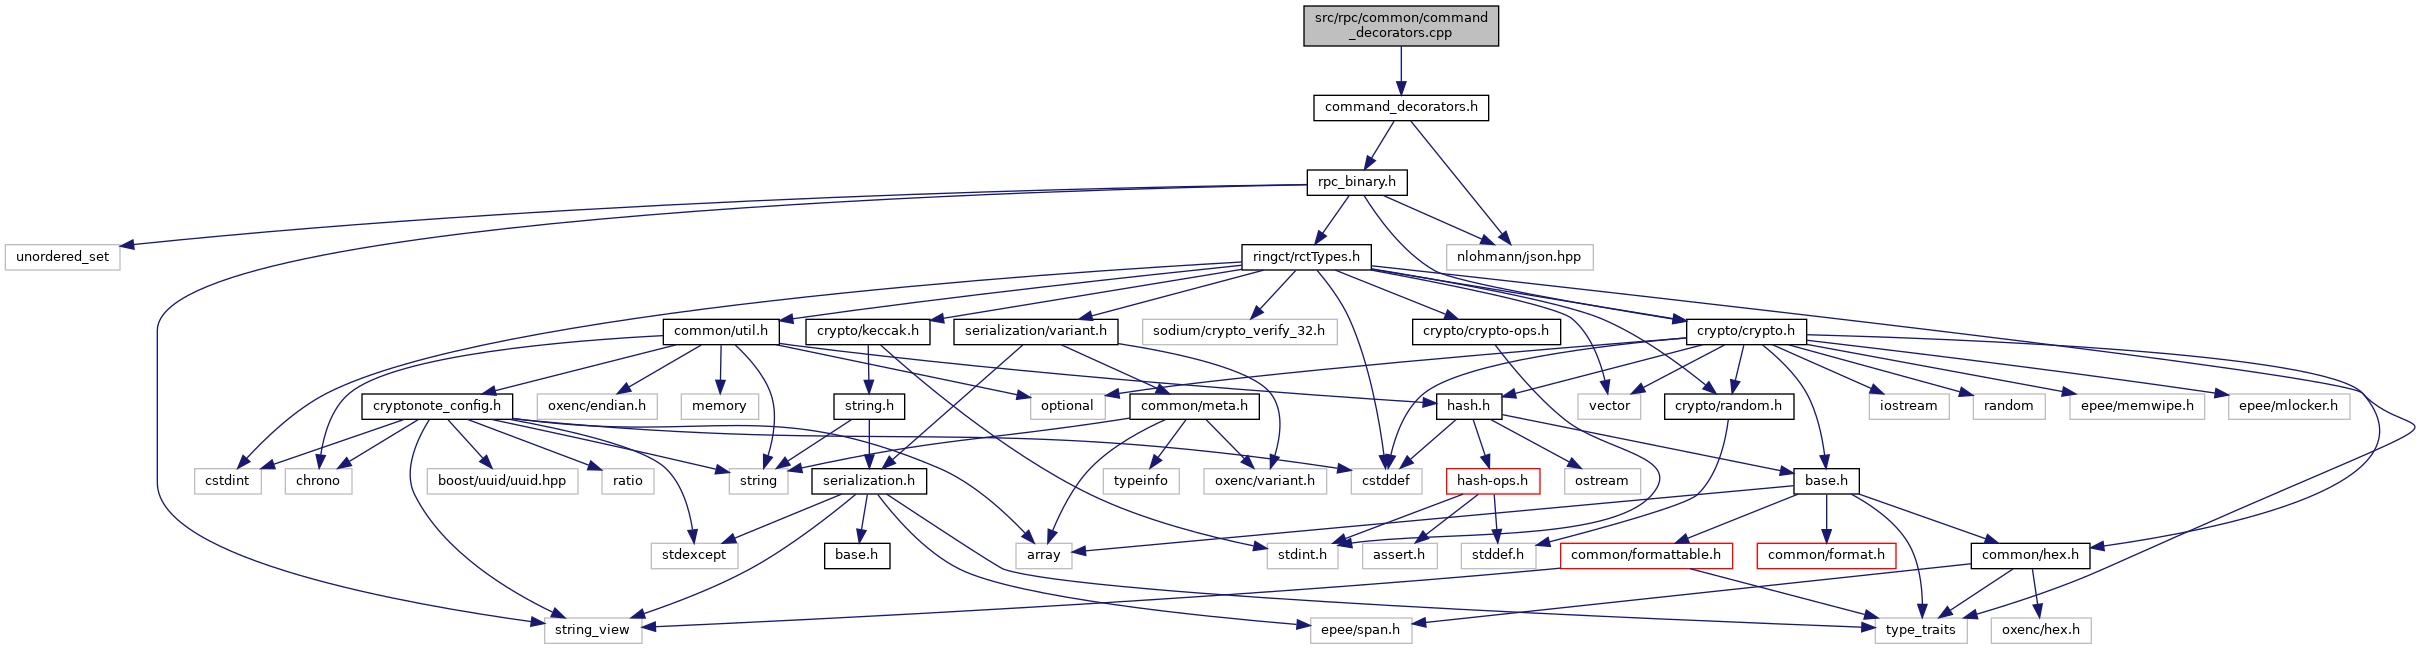 src/rpc/common/command
_decorators.cpp
command_decorators.h
rpc_binary.h
unordered_set
ringct/rctTypes.h
nlohmann/json.hpp
common/util.h
crypto/keccak.h
serialization/variant.h
sodium/crypto_verify_32.h
crypto/crypto-ops.h
crypto/crypto.h
cryptonote_config.h
oxenc/endian.h
memory
string.h
optional
common/meta.h
hash.h
vector
crypto/random.h
iostream
random
epee/memwipe.h
epee/mlocker.h
cstdint
chrono
boost/uuid/uuid.hpp
ratio
string
serialization.h
typeinfo
oxenc/variant.h
cstddef
hash-ops.h
ostream
base.h
stdexcept
base.h
array
stdint.h
assert.h
stddef.h
common/formattable.h
common/format.h
common/hex.h
string_view
epee/span.h
type_traits
oxenc/hex.h